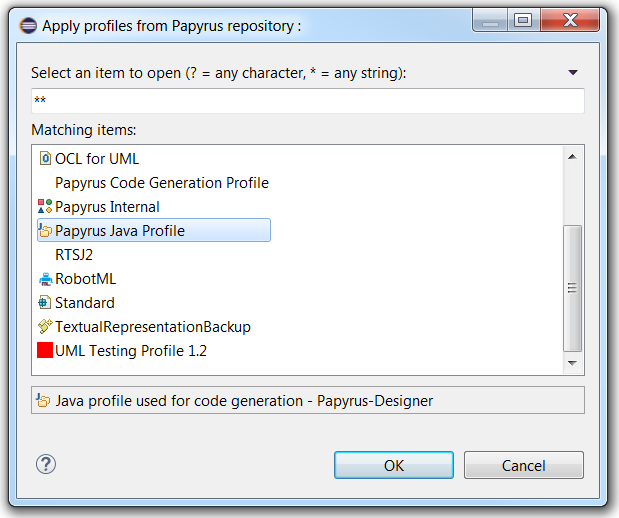 Apply profiles from Papyrus repository :
Select an item to open (? = any character, * = any string):
**
Matching items:
OCL for UML
Papyrus Code Generation Profile
Papyrus Internal
Papyrus Java Profile
RTSJ2
RobotML
Standard
TextualRepresentationBackup
UML Testing Profile 1.2
Java profile used for code generation - Papyrus-Designer
?
OK
Cancel